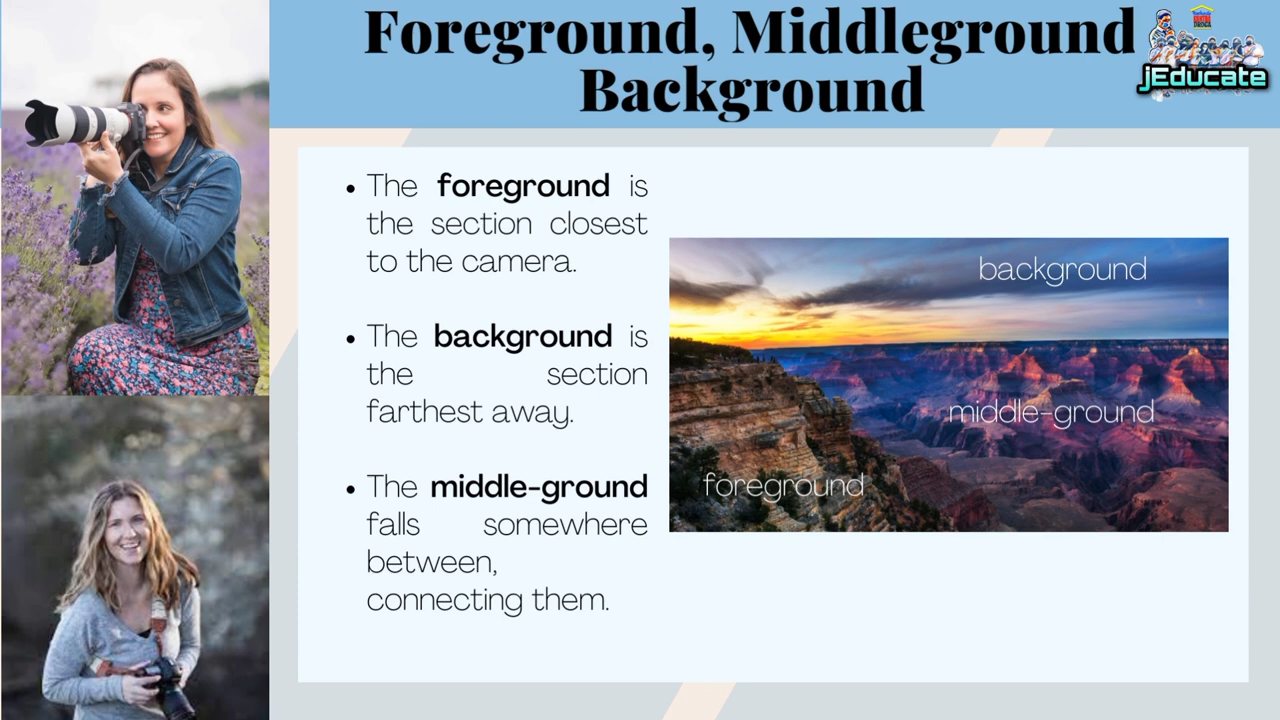 Foreground, Middleground
Background
jEducate
• The foreground is
the section closest
to the camera.
• The background is
the section
farthest away.
• The middle-ground
falls somewhere
between,
connecting them.
background
middle-ground
foreground